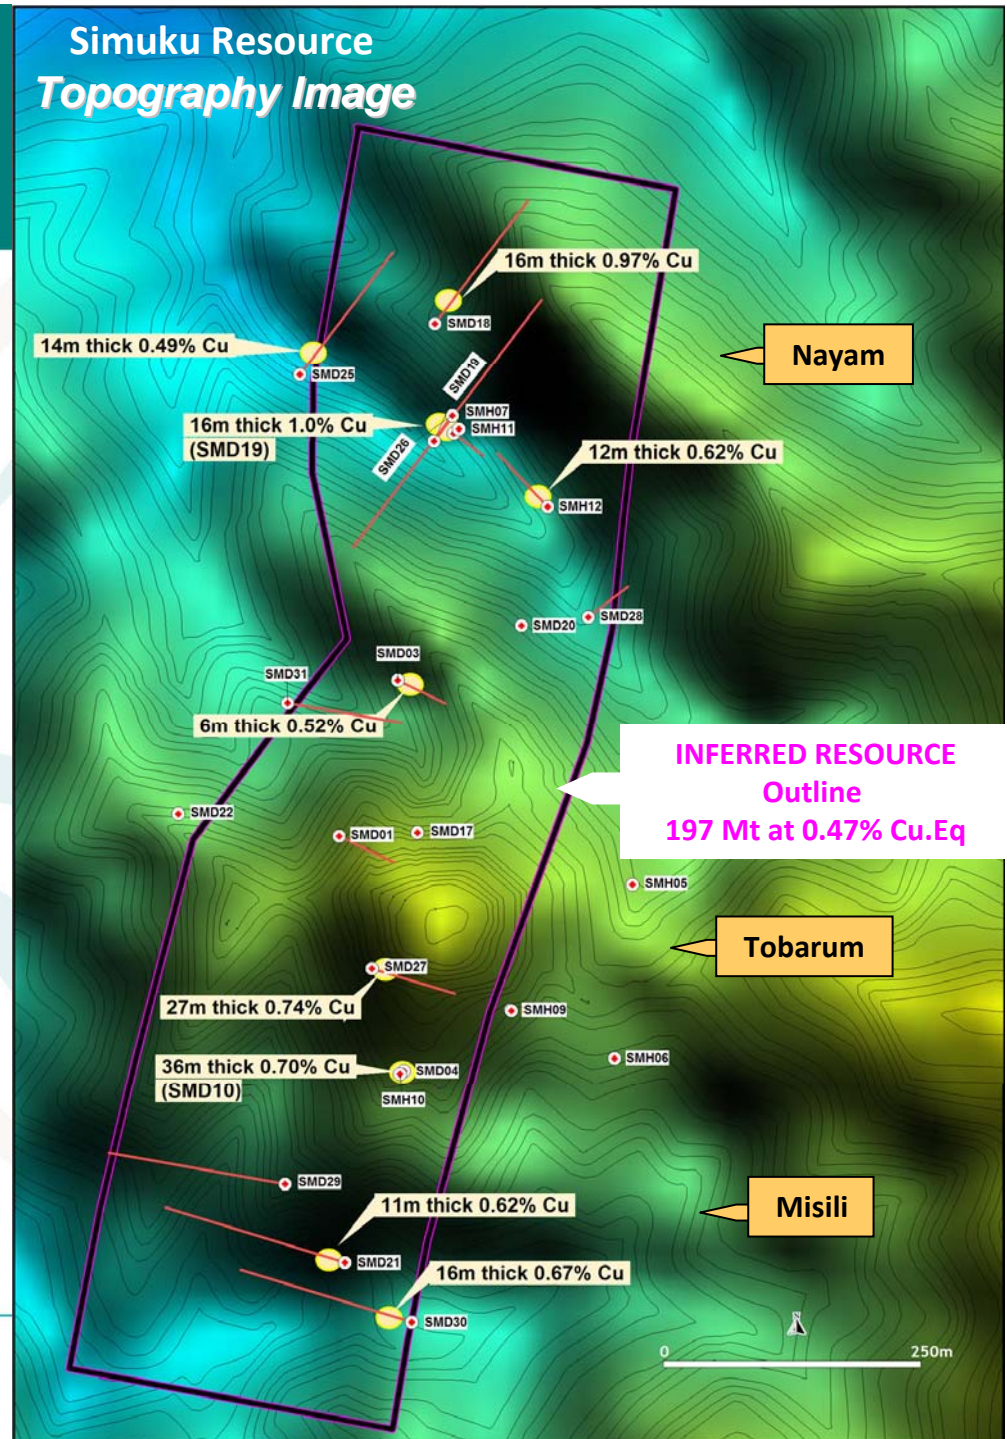 Simuku Resource
Topography Image
16m thick 0.97% Cu
SMD18
14m thick 0.49% Cu
SMD25
Nayam
SMD19
SMH07
16m thick 1.0% Cu
(SMD19)
SMH11
SMD26
12m thick 0.62% Cu
SMH12
SMD28
SMD20
SMD03
SMD31
6m thick 0.52% Cu
INFERRED RESOURCE
Outline
197 Mt at 0.47% Cu.Eq
SMD22
SMD01
SMD17
SMH05
Tobarum
SMD27
27m thick 0.74% Cu
SMH09
SMH06
36m thick 0.70% Cu
(SMD10)
SMD04
SMH10
SMD29
Misili
11m thick 0.62% Cu
SMD21
16m thick 0.67% Cu
SMD30
0 250m